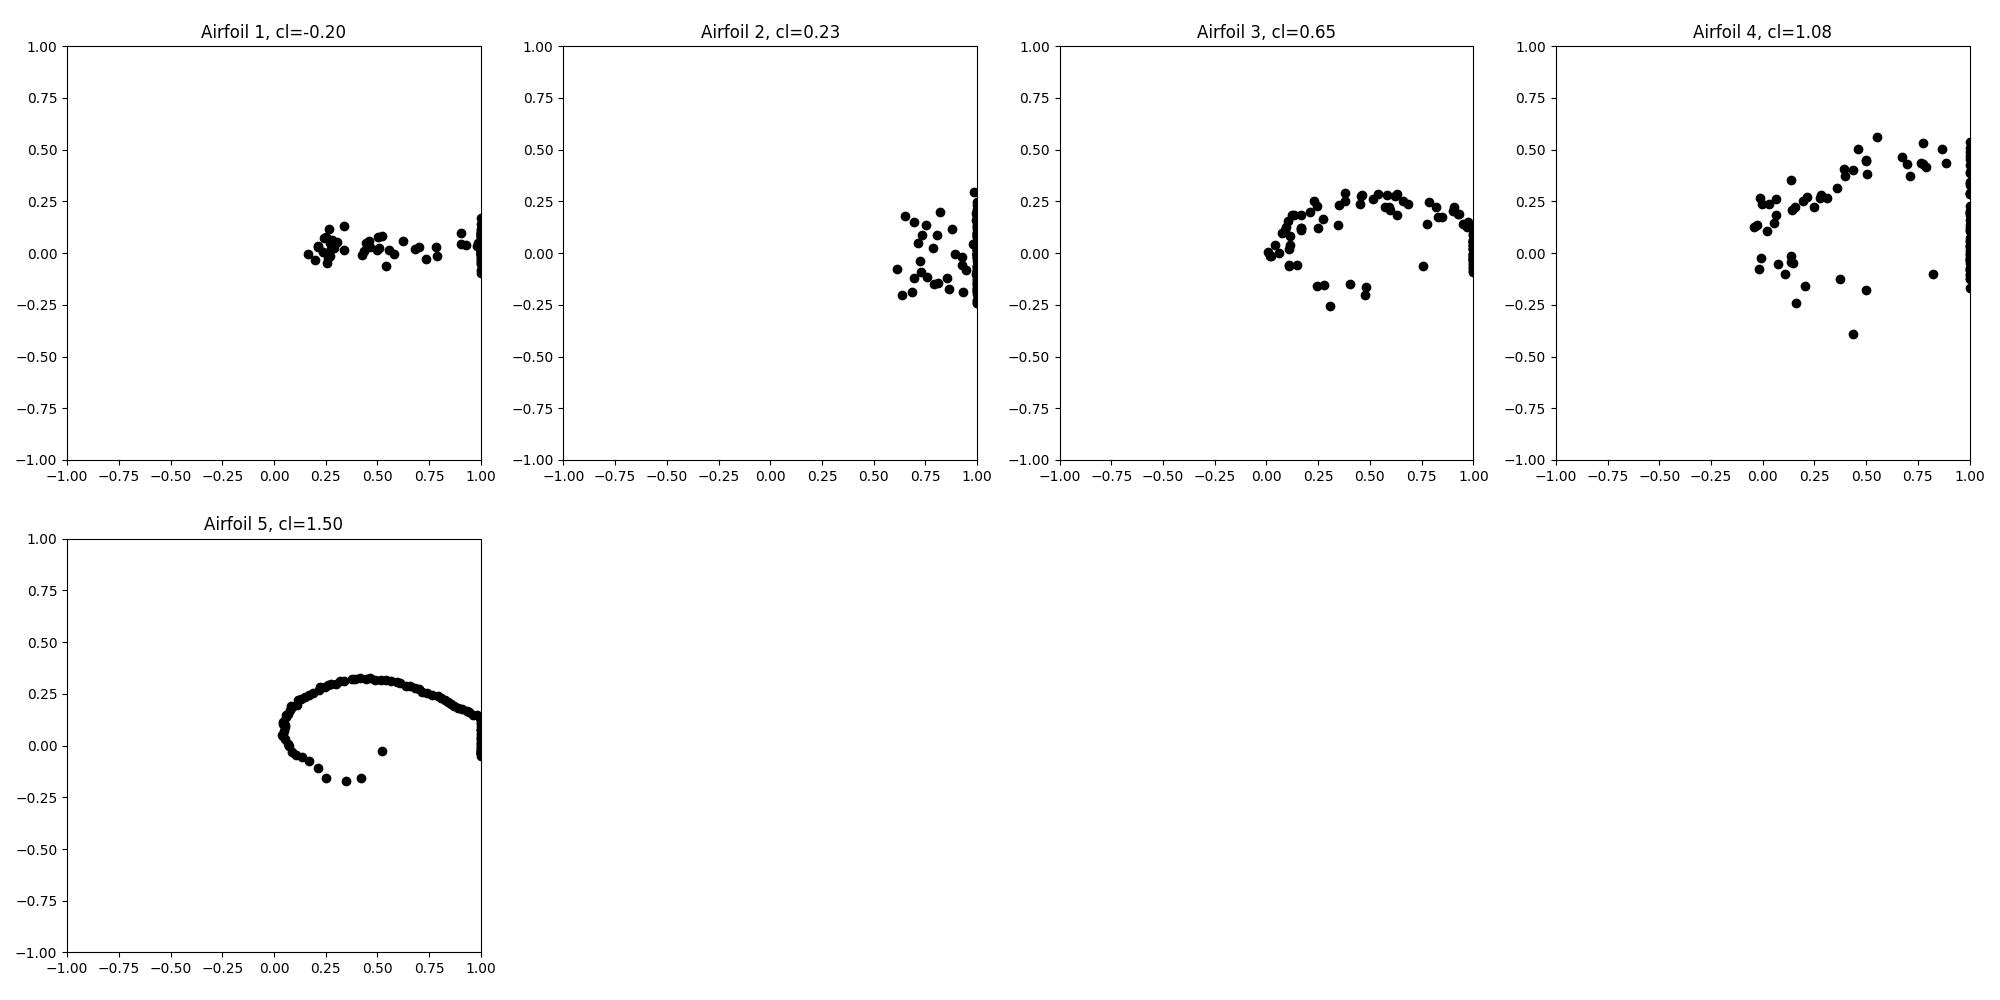 Airfoil 1, cl=-0.20
Airfoil 2, cl=0.23
Airfoil 3, cl=0.65
Airfoil 4, cl=1.08
1.00 1.00 1.00 1.00
0.75 0.75 0.75 0.75
0.50 0.50 0.50 0.50
0.25 0.25 0.25 0.25
0.00 0.00 0.00 0.00
−0.25 −0.25 −0.25 −0.25
−0.50 −0.50 −0.50 −0.50
−0.75 −0.75 −0.75 −0.75
−1.00 −1.00 −1.00 −1.00
−1.00 −0.75 −0.50 −0.25 0.00 0.25 0.50 0.75 1.00
−1.00 −0.75 −0.50 −0.25 0.00 0.25 0.50 0.75 1.00
−1.00 −0.75 −0.50 −0.25 0.00 0.25 0.50 0.75 1.00
−1.00 −0.75 −0.50 −0.25 0.00 0.25 0.50 0.75 1.00
Airfoil 5, cl=1.50
1.00
0.75
0.50
0.25
0.00
−0.25
−0.50
−0.75
−1.00
−1.00 −0.75 −0.50 −0.25 0.00 0.25 0.50 0.75 1.00